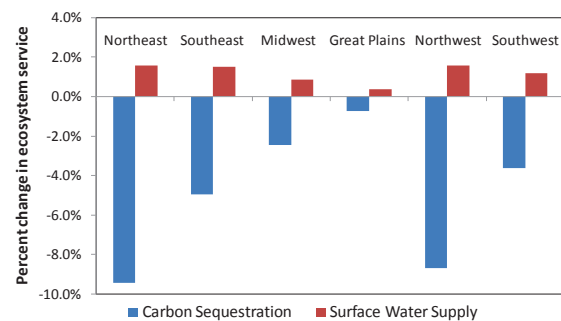 4.0%
Northeast Southeast Midwest Great Plains Northwest Southwest
2.0%
0.0%
-2.0%
-4.0%
-6.0%
-8.0%
-10.0%
Percent change in ecosystem service
Carbon Sequestration Surface Water Supply